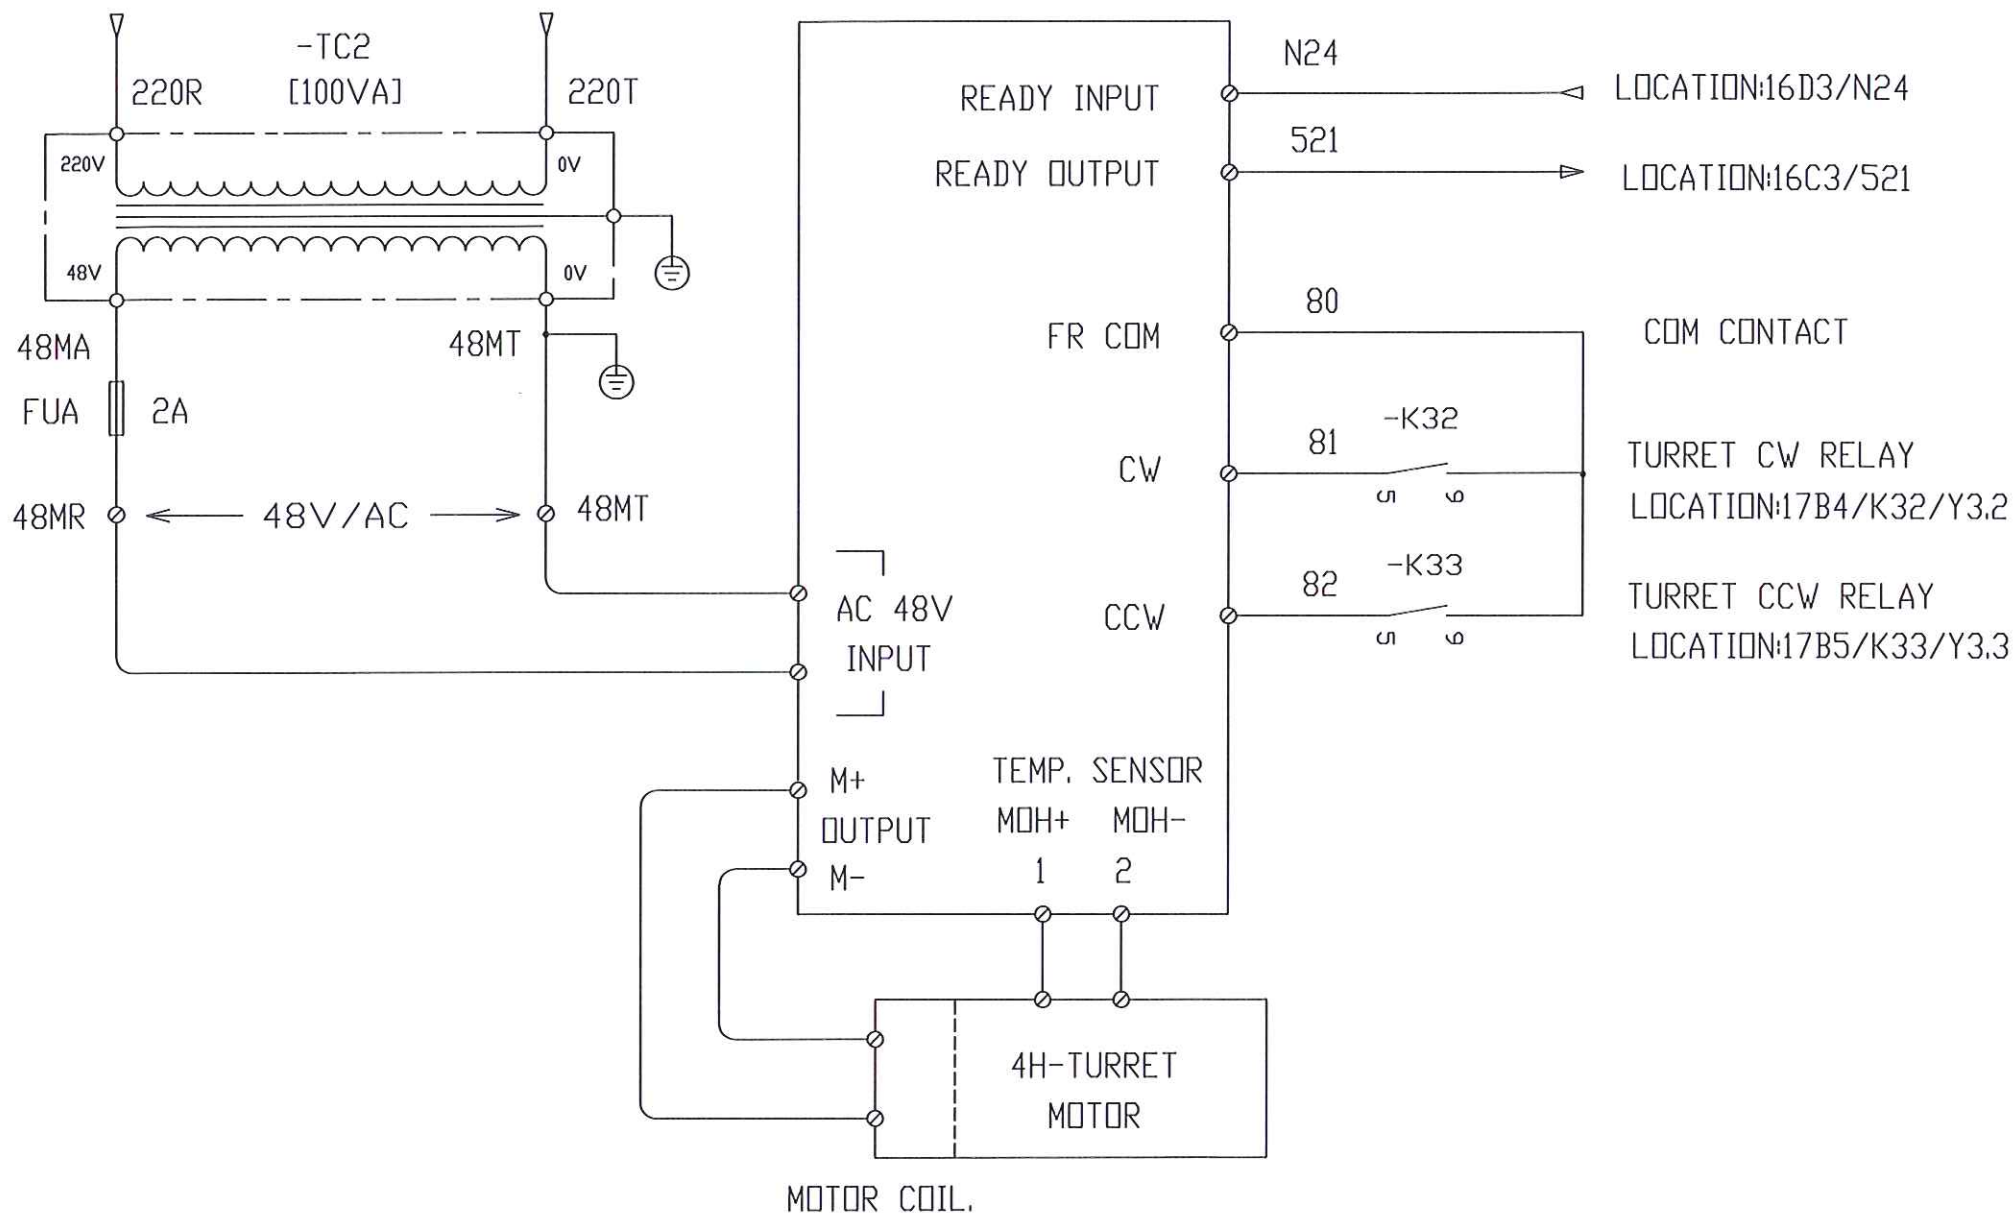 -TC2
[100VA]
220R
220T
220V
0V
48V
0V
48MA
48MT
FUA
2A
48MR
48V/AC
48MT
READY INPUT
N24
LOCATION:16D3/N24
READY OUTPUT
521
LOCATION:16C3/521
FR COM
80
COM CONTACT
CW
81
-K32
5
9
TURRET CW RELAY
LOCATION:17B4/K32/Y3.2
CCW
82
-K33
5
9
TURRET CCW RELAY
LOCATION:17B5/K33/Y3.3
AC 48V
INPUT
M+
OUTPUT
M-
TEMP. SENSOR
MOH+ MOH-
1 2
4H-TURRET
MOTOR
MOTOR COIL.